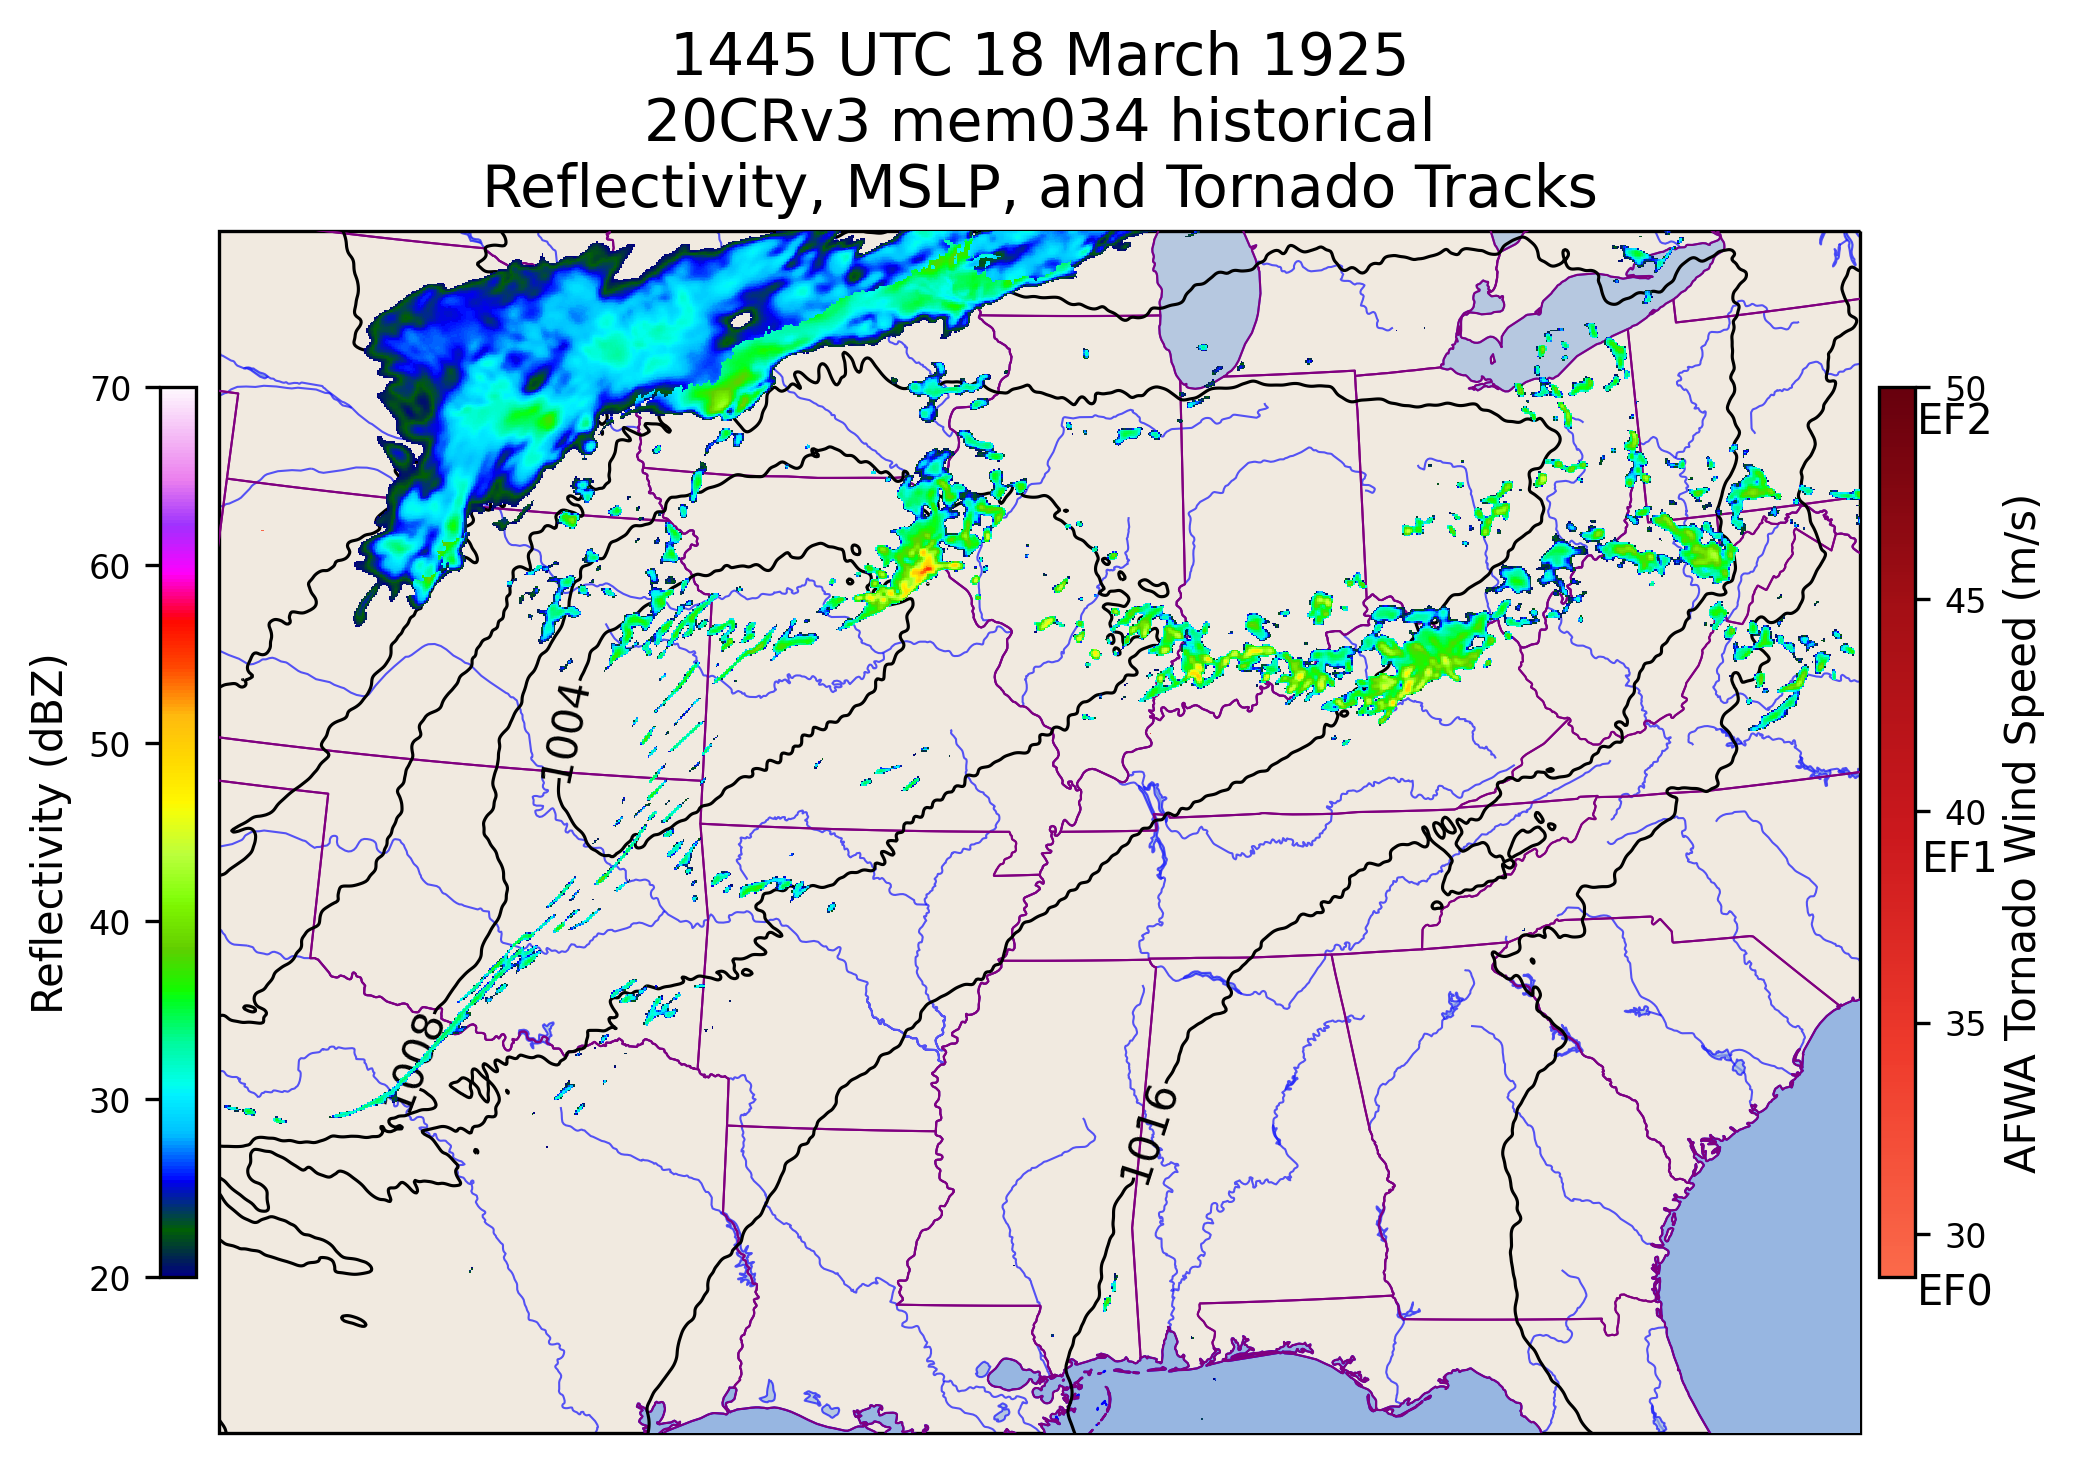 1445 UTC 18 March 1925
20CRv3 mem034 historical
Reflectivity, MSLP, and Tornado Tracks
70
60
50
40
30
20
Reflectivity (dBZ)
1004
1008
1016
50
EF2
45
40
EF1
35
30
EF0
AFWA Tornado Wind Speed (m/s)